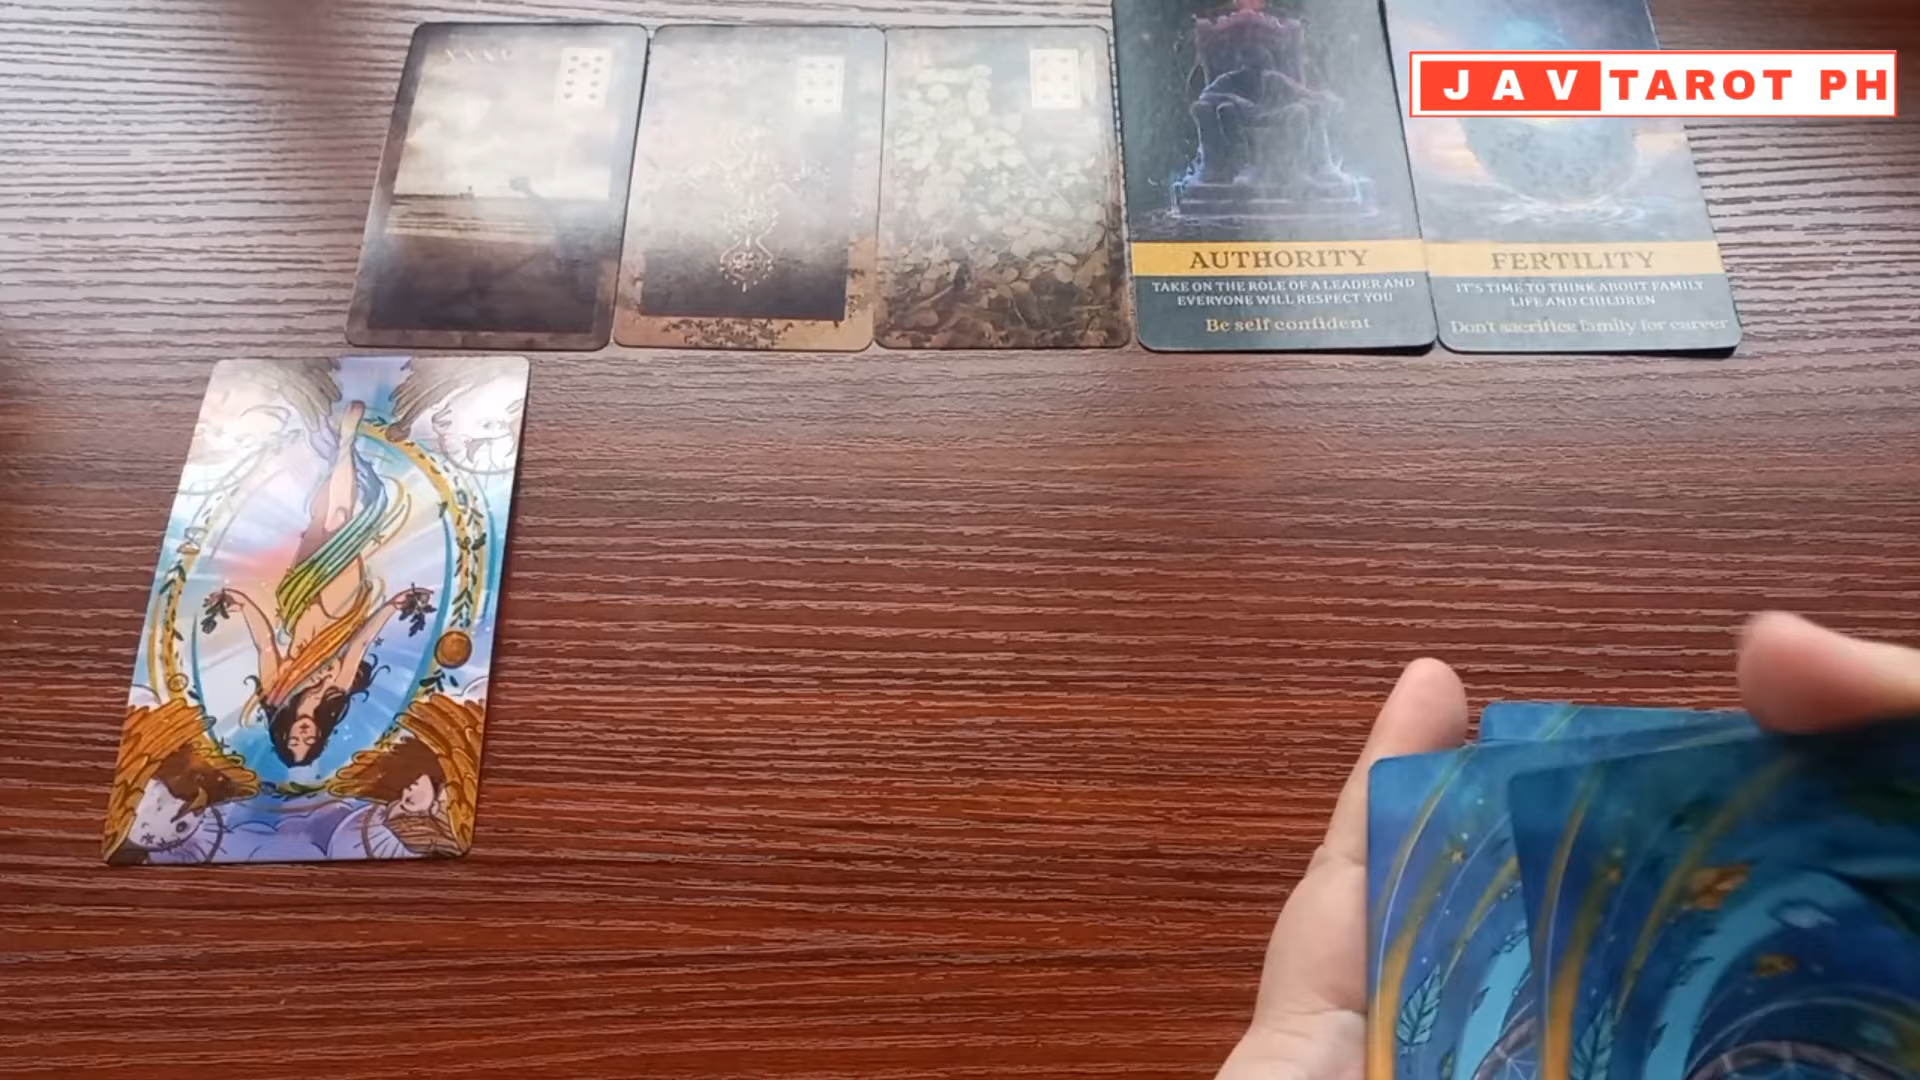 JAV TAROT PH
AUTHORITY
TAKE ON THE ROLE OF A LEADER AND
EVERYONE WILL RESPECT YOU
Be self confident
FERTILITY
IT'S TIME TO THINK ABOUT FAMILY
LIFE AND CHILDREN
Don't sacrifice family for career